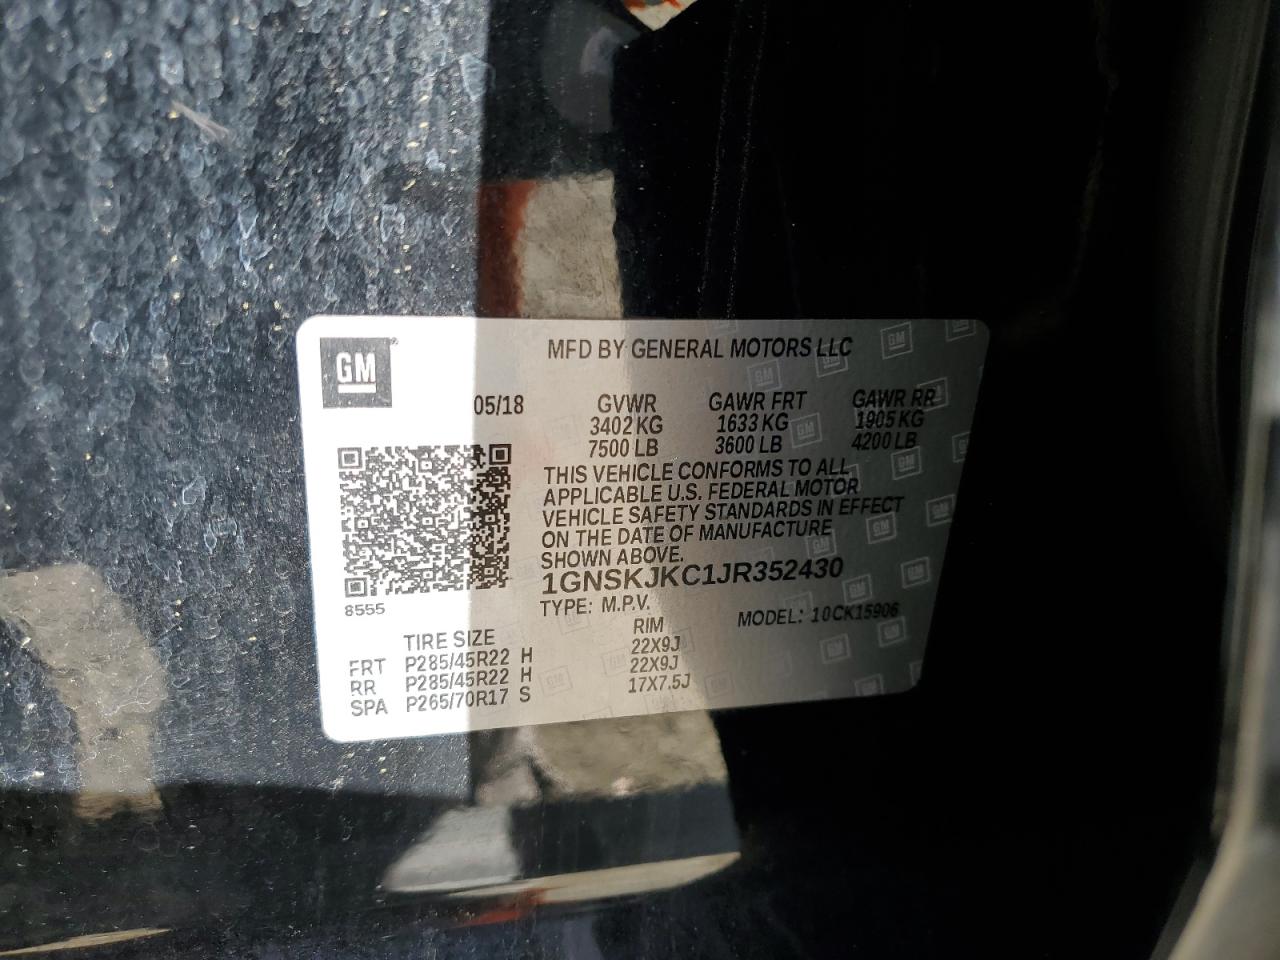 GM
MFD BY GENERAL MOTORS LLC
05/18 GVWR GAWR FRT GAWR RR
3402 KG 1633 KG 1905 KG
7500 LB 3600 LB 4200 LB
THIS VEHICLE CONFORMS TO ALL
APPLICABLE U.S. FEDERAL MOTOR
VEHICLE SAFETY STANDARDS IN EFFECT
ON THE DATE OF MANUFACTURE
SHOWN ABOVE.
1GNSKJKC1JR352430
8555
TYPE: M.P.V. MODEL: 10CK15906
TIRE SIZE RIM
FRT P285/45R22 H 22X9J
RR P285/45R22 H 22X9J
SPA P265/70R17 S 17X7.5J